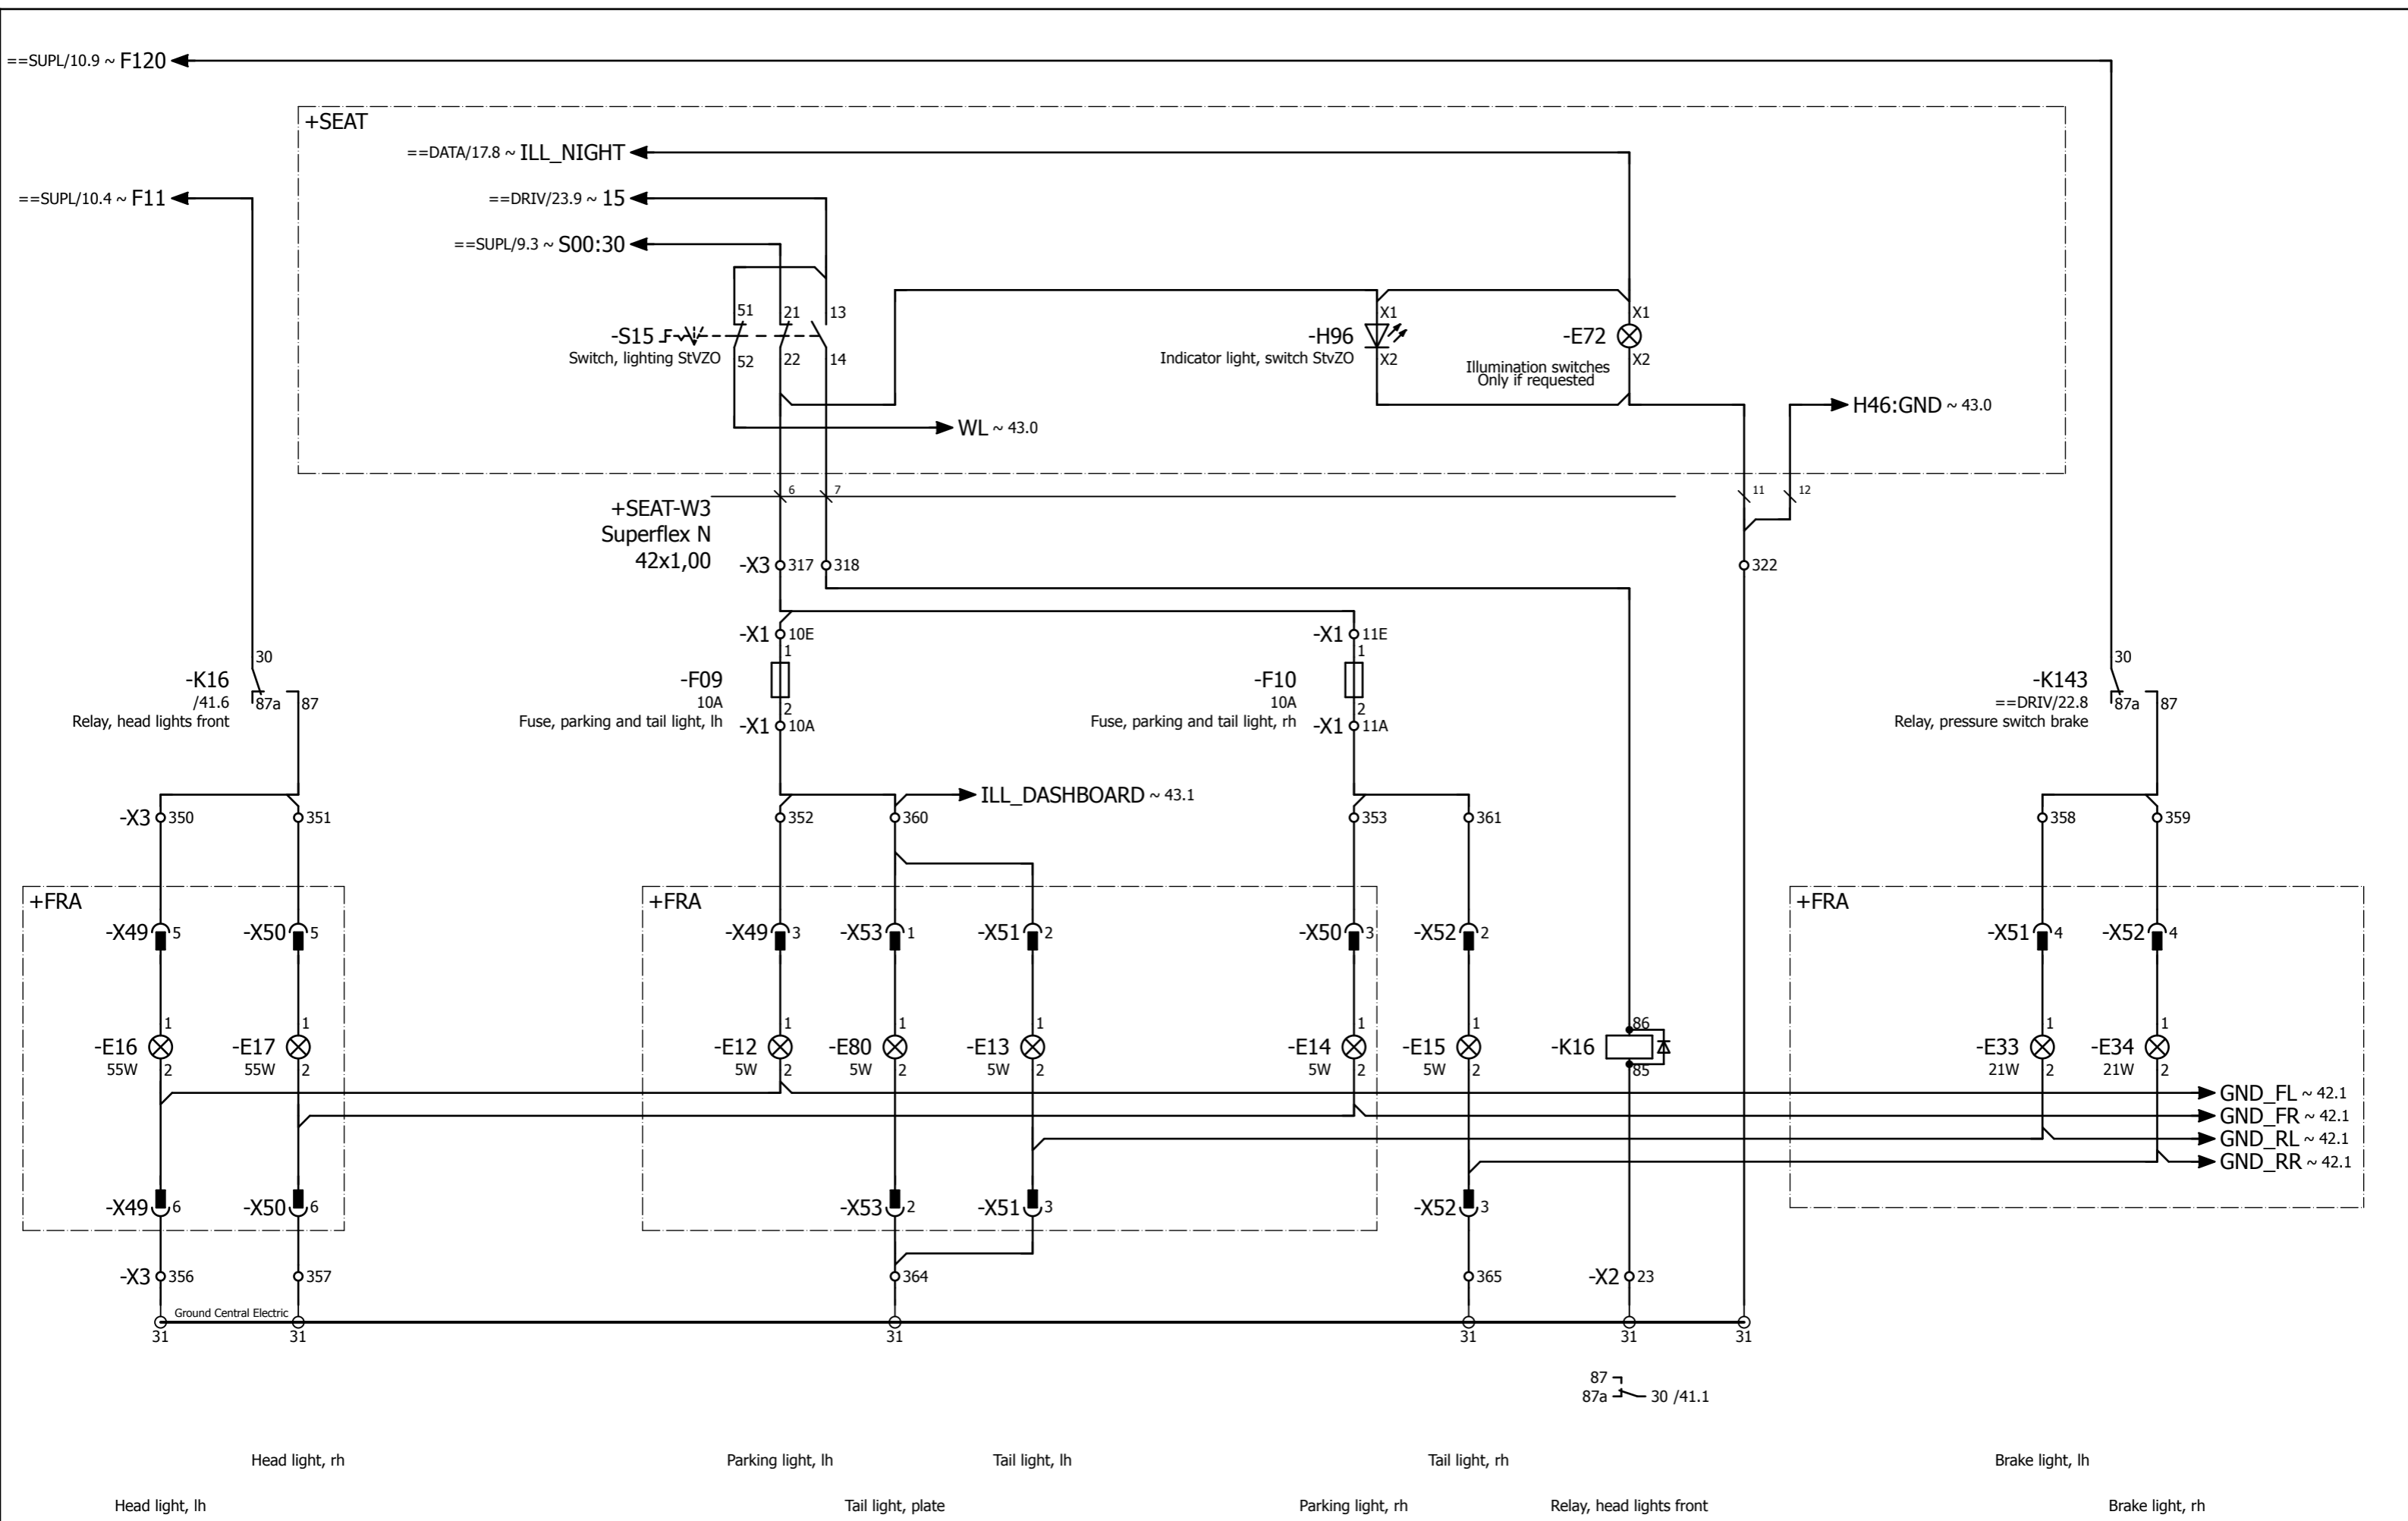 ==SUPL/10.9 ~ F120
+SEAT
==DATA/17.8 ~ ILL_NIGHT
==SUPL/10.4 ~ F11
==DRIV/23.9 ~ 15
==SUPL/9.3 ~ S00:30
51 21 13
X1 X1
-S15
-H96
-E72
Switch, lighting StVZO
52 22 14
Indicator light, switch StvZO
X2 X2
Illumination switches
Only if requested
H46:GND ~ 43.0
WL ~ 43.0
6 7 11 12
+SEAT-W3
Superflex N
42x1,00
-X3 317 318 322
-X1 10E -X1 11E
30 1 1 30
-K16 -F09 -F10 -K143
/41.6 10A 10A ==DRIV/22.8
87a 87 2 2 87a 87
Relay, head lights front
Fuse, parking and tail light, lh
Fuse, parking and tail light, rh
Relay, pressure switch brake
-X1 10A -X1 11A
ILL_DASHBOARD ~ 43.1
-X3 350 351 352 360 353 361 358 359
+FRA +FRA +FRA
-X49 5 -X50 5 -X49 3 -X53 1 -X51 2 -X50 3 -X52 2 -X51 4 -X52 4
1 1 1 1 1 1 1 86 1 1
-E16 -E17 -E12 -E80 -E13 -E14 -E15 -K16 -E33 -E34
55W 2 55W 2 5W 2 5W 2 5W 2 5W 2 5W 2 85 21W 2 21W 2
GND_FL ~ 42.1
GND_FR ~ 42.1
GND_RL ~ 42.1
GND_RR ~ 42.1
-X49 6 -X50 6 -X53 2 -X51 3 -X52 3
-X3 356 357 364 365 -X2 23
Ground Central Electric
31 31 31 31 31 31
87
87a 30 /41.1
Head light, rh
Parking light, lh
Tail light, lh
Tail light, rh
Brake light, lh
Head light, lh
Tail light, plate
Parking light, rh
Relay, head lights front
Brake light, rh